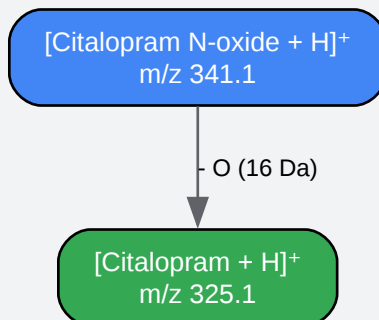 [Citalopram N-oxide + H]⁺
m/z 341.1
- O (16 Da)
[Citalopram + H]⁺
m/z 325.1